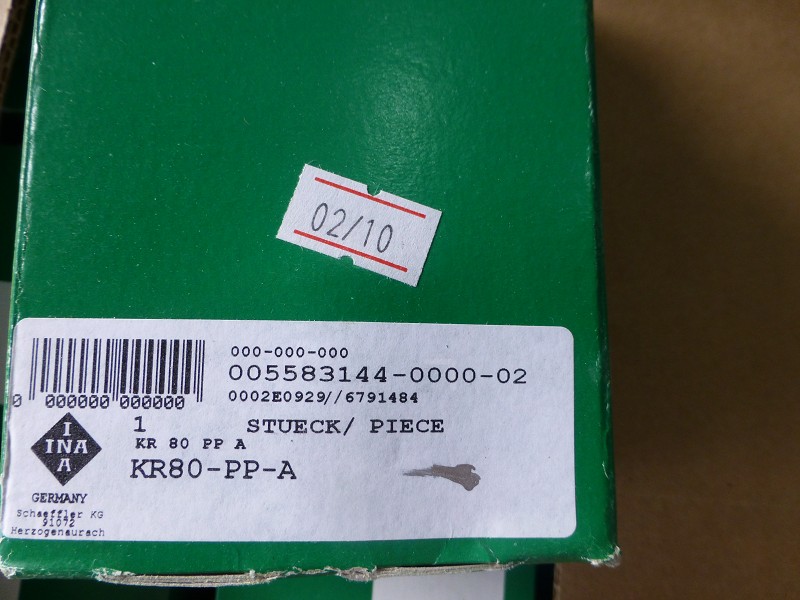 02/10
000-000-000
005583144-0000-02
0 000000 000000
0002E0929//6791484
1 STUECK/ PIECE
KR 80 PP A
KR80-PP-A
I
INA
A
GERMANY
Schaeffler KG
91072
Herzogenaurach